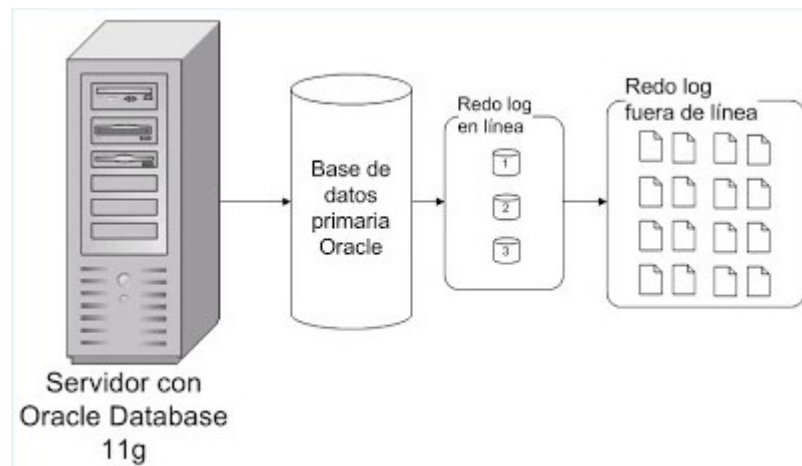 Servidor con
Oracle Database
11g
Base de
datos
primaria
Oracle
Redo log
en línea
1
2
3
Redo log
fuera de línea